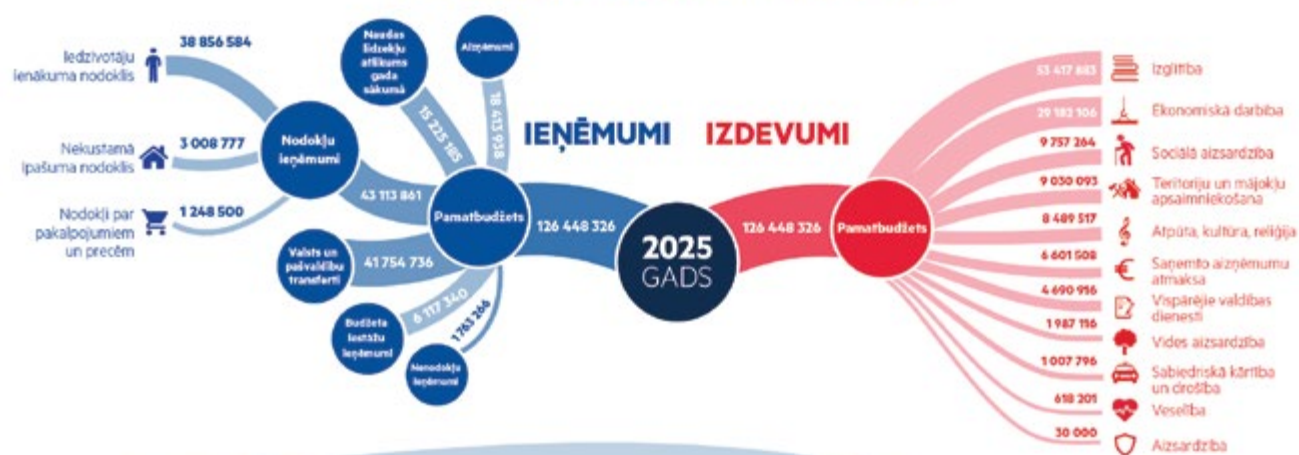 IEŅĒMUMI
IZDEVUMI
2025
GADS
126 448 326
Pamatbudžets
Naudas
līdzekļu
atlikums
gada
sākumā
15 225 185
Aizņēmumi
18 473 938
Nodokļu
ieņēmumi
43 113 861
38 856 584
Iedzīvotāju
ienākuma nodoklis
3 008 777
Nekustamā
īpašuma nodoklis
1 248 500
Nodokļi par
pakalpojumiem
un precēm
Valsts un
pašvaldību
transferti
41 754 736
Budžeta
iestāžu
ieņēmumi
6 117 340
Nenodokļu
ieņēmumi
1 763 266
126 448 326
Pamatbudžets
53 417 883
Izglītība
29 182 106
Ekonomiskā darbība
9 757 264
Sociālā aizsardzība
9 030 093
Teritoriju un mājokļu
apsaimniekošana
8 489 517
Atpūta, kultūra, reliģija
6 601 508
Saņemto aizņēmumu
atmaksa
4 690 916
Vispārējie valdības
dienesti
1 987 116
Vides aizsardzība
1 007 796
Sabiedriskā kārtība
un drošība
618 201
Veselība
30 000
Aizsardzība